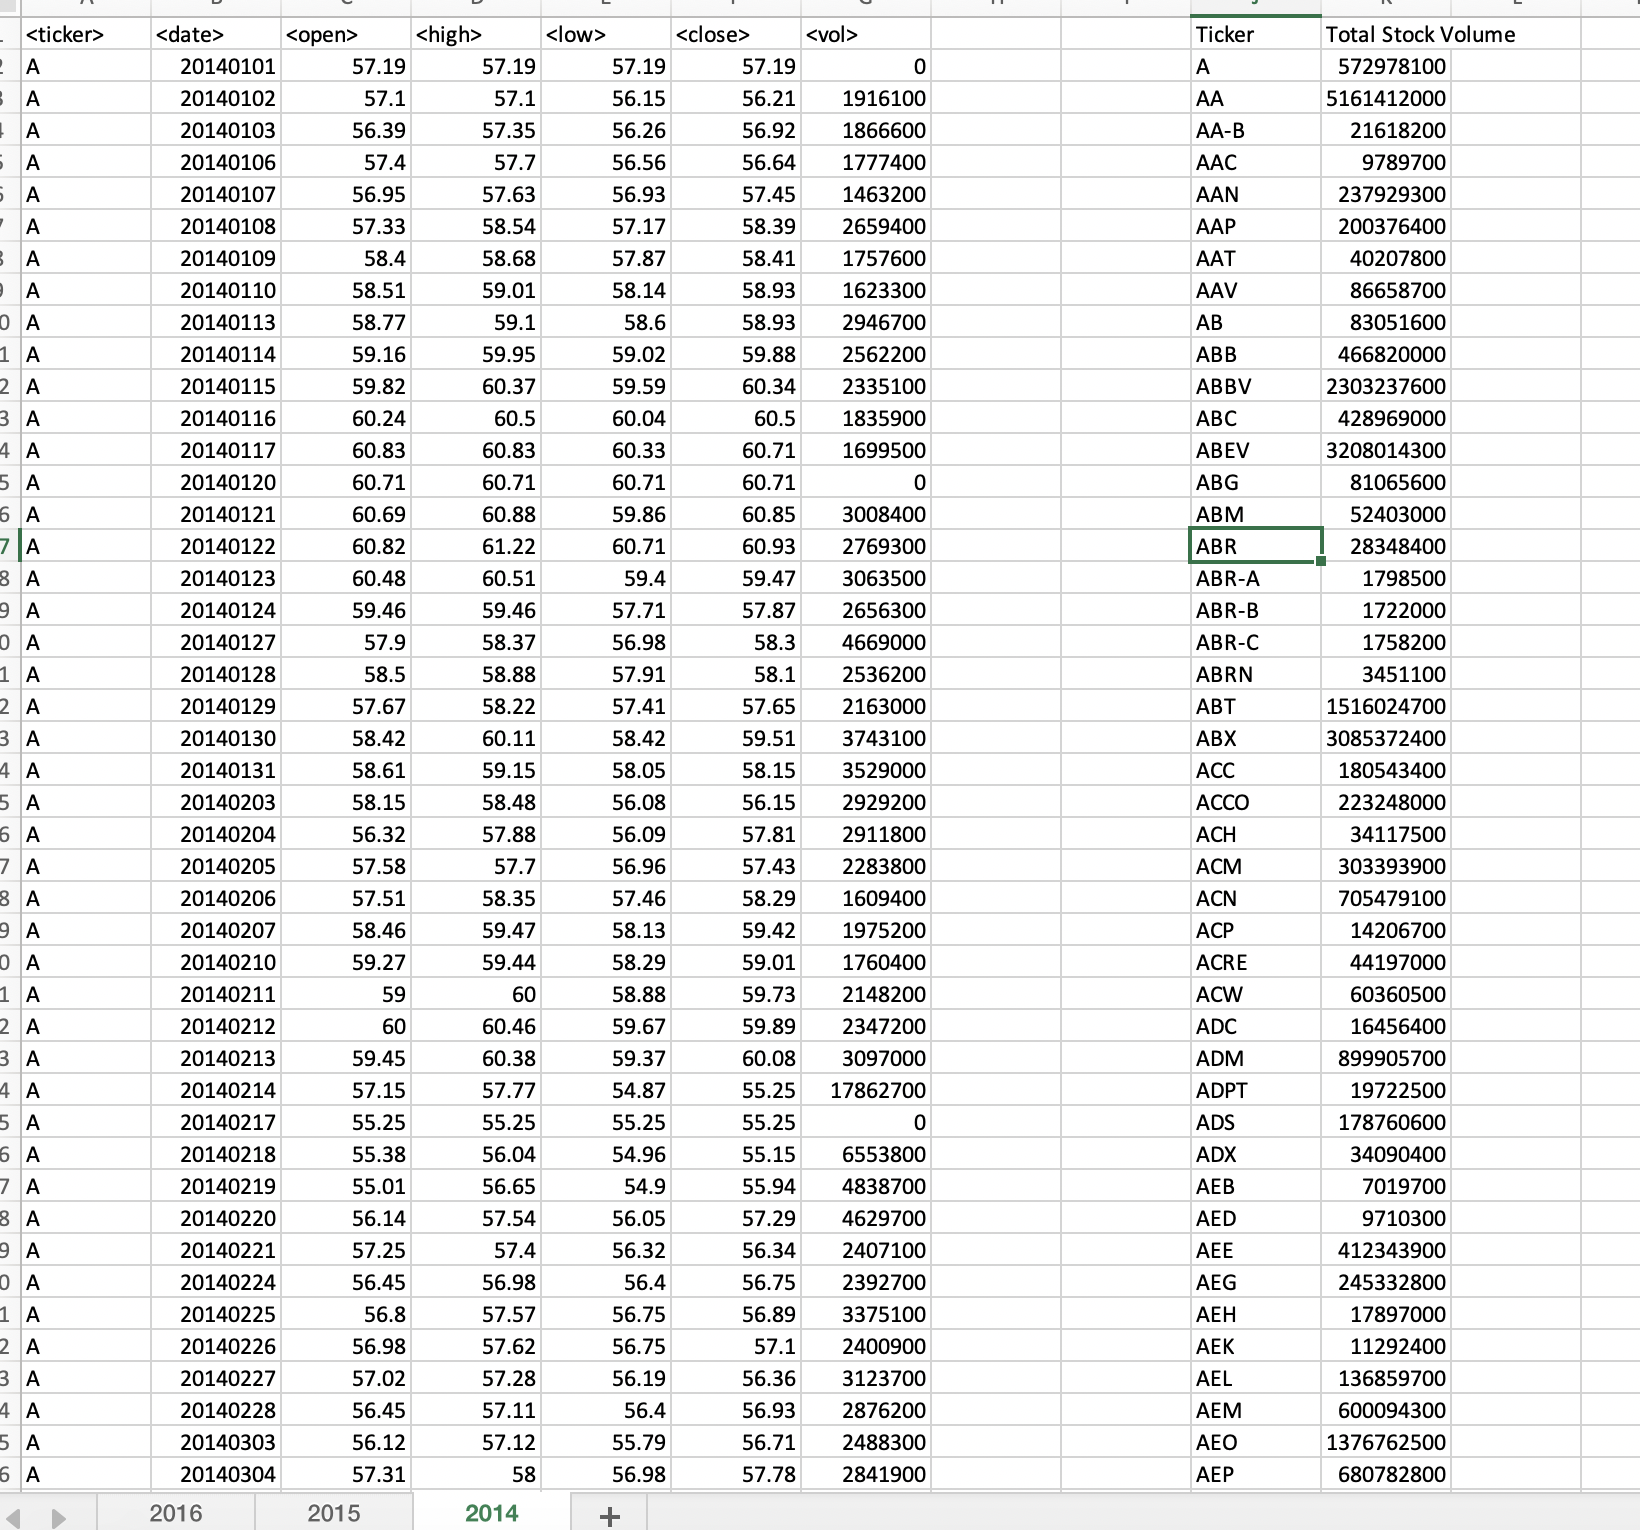 <ticker> <date> <open> <high> <low> <close> <vol> Ticker Total Stock Volume
A 20140101 57.19 57.19 57.19 57.19 0 A 572978100
A 20140102 57.1 57.1 56.15 56.21 1916100 AA 5161412000
A 20140103 56.39 57.35 56.26 56.92 1866600 AA-B 21618200
A 20140106 57.4 57.7 56.56 56.64 1777400 AAC 9789700
A 20140107 56.95 57.63 56.93 57.45 1463200 AAN 237929300
A 20140108 57.33 58.54 57.17 58.39 2659400 AAP 200376400
A 20140109 58.4 58.68 57.87 58.41 1757600 AAT 40207800
A 20140110 58.51 59.01 58.14 58.93 1623300 AAV 86658700
A 20140113 58.77 59.1 58.6 58.93 2946700 AB 83051600
A 20140114 59.16 59.95 59.02 59.88 2562200 ABB 466820000
A 20140115 59.82 60.37 59.59 60.34 2335100 ABBV 2303237600
A 20140116 60.24 60.5 60.04 60.5 1835900 ABC 428969000
A 20140117 60.83 60.83 60.33 60.71 1699500 ABEV 3208014300
A 20140120 60.71 60.71 60.71 60.71 0 ABG 81065600
A 20140121 60.69 60.88 59.86 60.85 3008400 ABM 52403000
A 20140122 60.82 61.22 60.71 60.93 2769300 ABR 28348400
A 20140123 60.48 60.51 59.4 59.47 3063500 ABR-A 1798500
A 20140124 59.46 59.46 57.71 57.87 2656300 ABR-B 1722000
A 20140127 57.9 58.37 56.98 58.3 4669000 ABR-C 1758200
A 20140128 58.5 58.88 57.91 58.1 2536200 ABRN 3451100
A 20140129 57.67 58.22 57.41 57.65 2163000 ABT 1516024700
A 20140130 58.42 60.11 58.42 59.51 3743100 ABX 3085372400
A 20140131 58.61 59.15 58.05 58.15 3529000 ACC 180543400
A 20140203 58.15 58.48 56.08 56.15 2929200 ACCO 223248000
A 20140204 56.32 57.88 56.09 57.81 2911800 ACH 34117500
A 20140205 57.58 57.7 56.96 57.43 2283800 ACM 303393900
A 20140206 57.51 58.35 57.46 58.29 1609400 ACN 705479100
A 20140207 58.46 59.47 58.13 59.42 1975200 ACP 14206700
A 20140210 59.27 59.44 58.29 59.01 1760400 ACRE 44197000
A 20140211 59 60 58.88 59.73 2148200 ACW 60360500
A 20140212 60 60.46 59.67 59.89 2347200 ADC 16456400
A 20140213 59.45 60.38 59.37 60.08 3097000 ADM 899905700
A 20140214 57.15 57.77 54.87 55.25 17862700 ADPT 19722500
A 20140217 55.25 55.25 55.25 55.25 0 ADS 178760600
A 20140218 55.38 56.04 54.96 55.15 6553800 ADX 34090400
A 20140219 55.01 56.65 54.9 55.94 4838700 AEB 7019700
A 20140220 56.14 57.54 56.05 57.29 4629700 AED 9710300
A 20140221 57.25 57.4 56.32 56.34 2407100 AEE 412343900
A 20140224 56.45 56.98 56.4 56.75 2392700 AEG 245332800
A 20140225 56.8 57.57 56.75 56.89 3375100 AEH 17897000
A 20140226 56.98 57.62 56.75 57.1 2400900 AEK 11292400
A 20140227 57.02 57.28 56.19 56.36 3123700 AEL 136859700
A 20140228 56.45 57.11 56.4 56.93 2876200 AEM 600094300
A 20140303 56.12 57.12 55.79 56.71 2488300 AEO 1376762500
A 20140304 57.31 58 56.98 57.78 2841900 AEP 680782800
2016 2015 2014 +